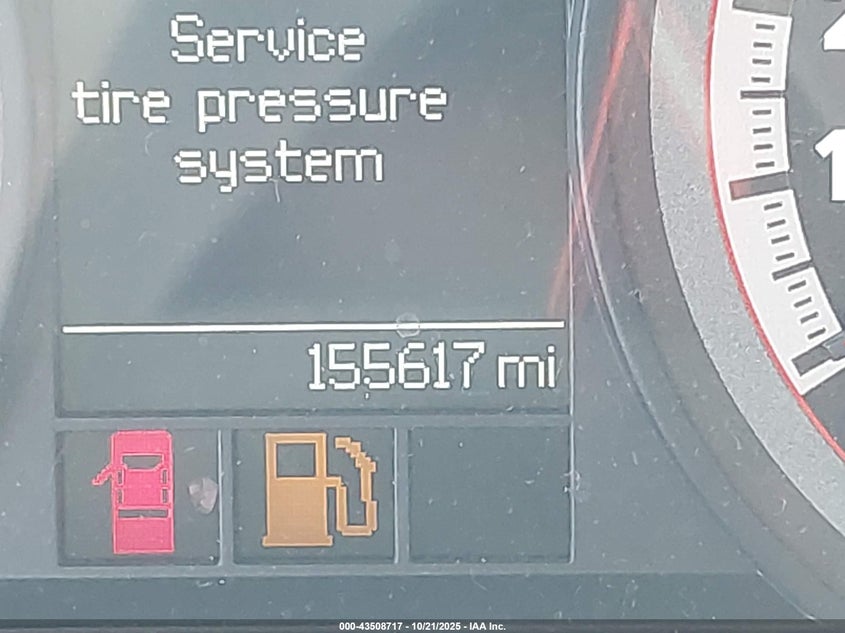 Service
tire pressure
system
155617 mi
000-43508717 - 10/21/2025 - IAA Inc.